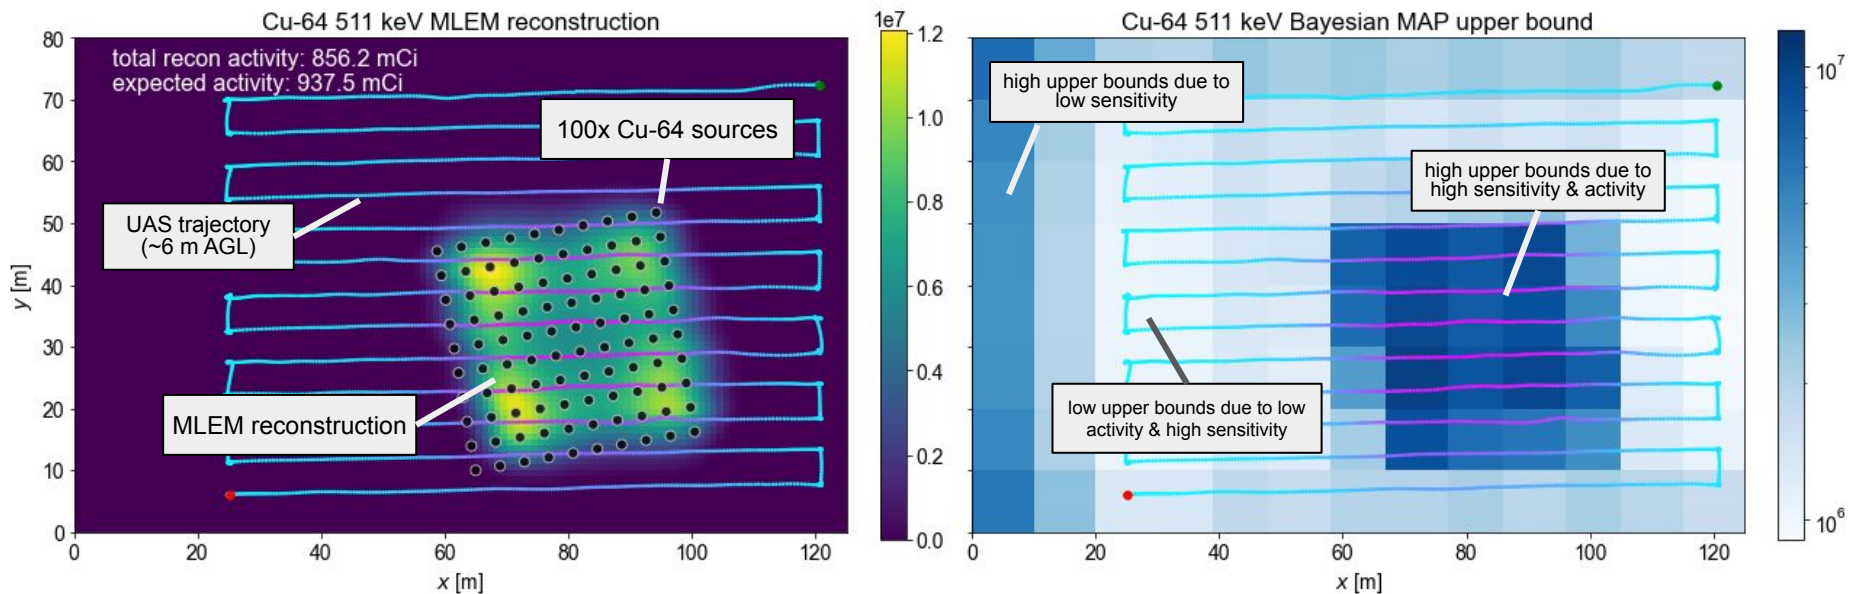 Cu-64 511 keV MLEM reconstruction
total recon activity: 856.2 mCi
expected activity: 937.5 mCi
100x Cu-64 sources
UAS trajectory
(~6 m AGL)
MLEM reconstruction
80
70
60
50
40
30
20
10
0
y [m]
0 20 40 60 80 100 120
x [m]
1e7
1.2
1.0
0.8
0.6
0.4
0.2
0.0
Cu-64 511 keV Bayesian MAP upper bound
high upper bounds due to
low sensitivity
high upper bounds due to
high sensitivity & activity
low upper bounds due to low
activity & high sensitivity
0 20 40 60 80 100 120
x [m]
10⁷
10⁶